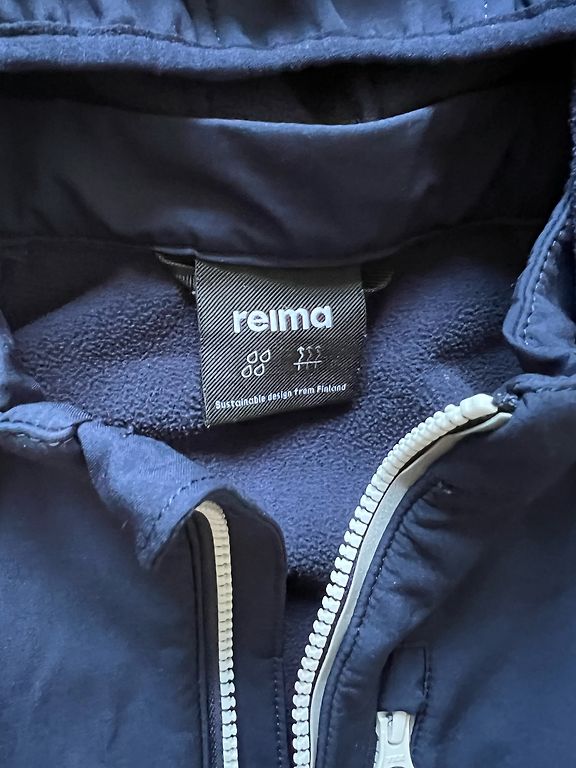 reima
Sustainable design from Finland